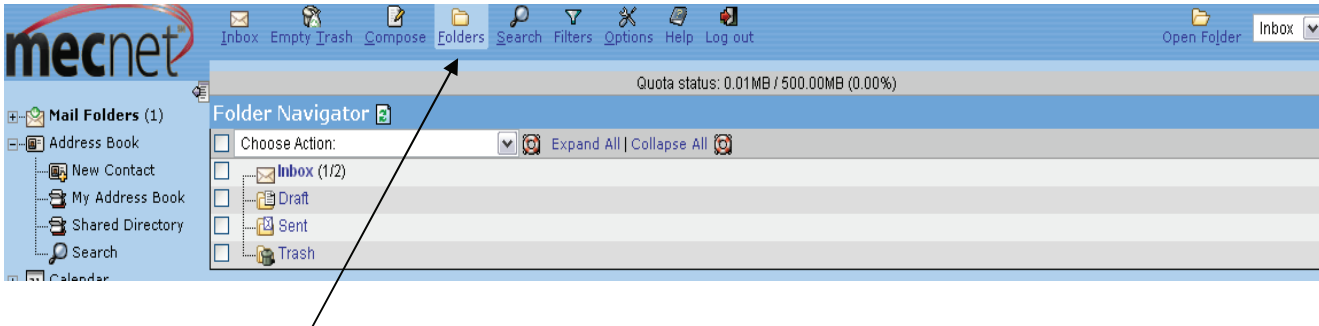 mecnet
Inbox Empty Trash Compose Folders Search Filters Options Help Log out
Open Folder Inbox
Quota status: 0.01MB / 500.00MB (0.00%)
Mail Folders (1)
Folder Navigator
Address Book
Choose Action: Expand All | Collapse All
New Contact
Inbox (1/2)
My Address Book
Draft
Shared Directory
Sent
Search
Trash
Calendar